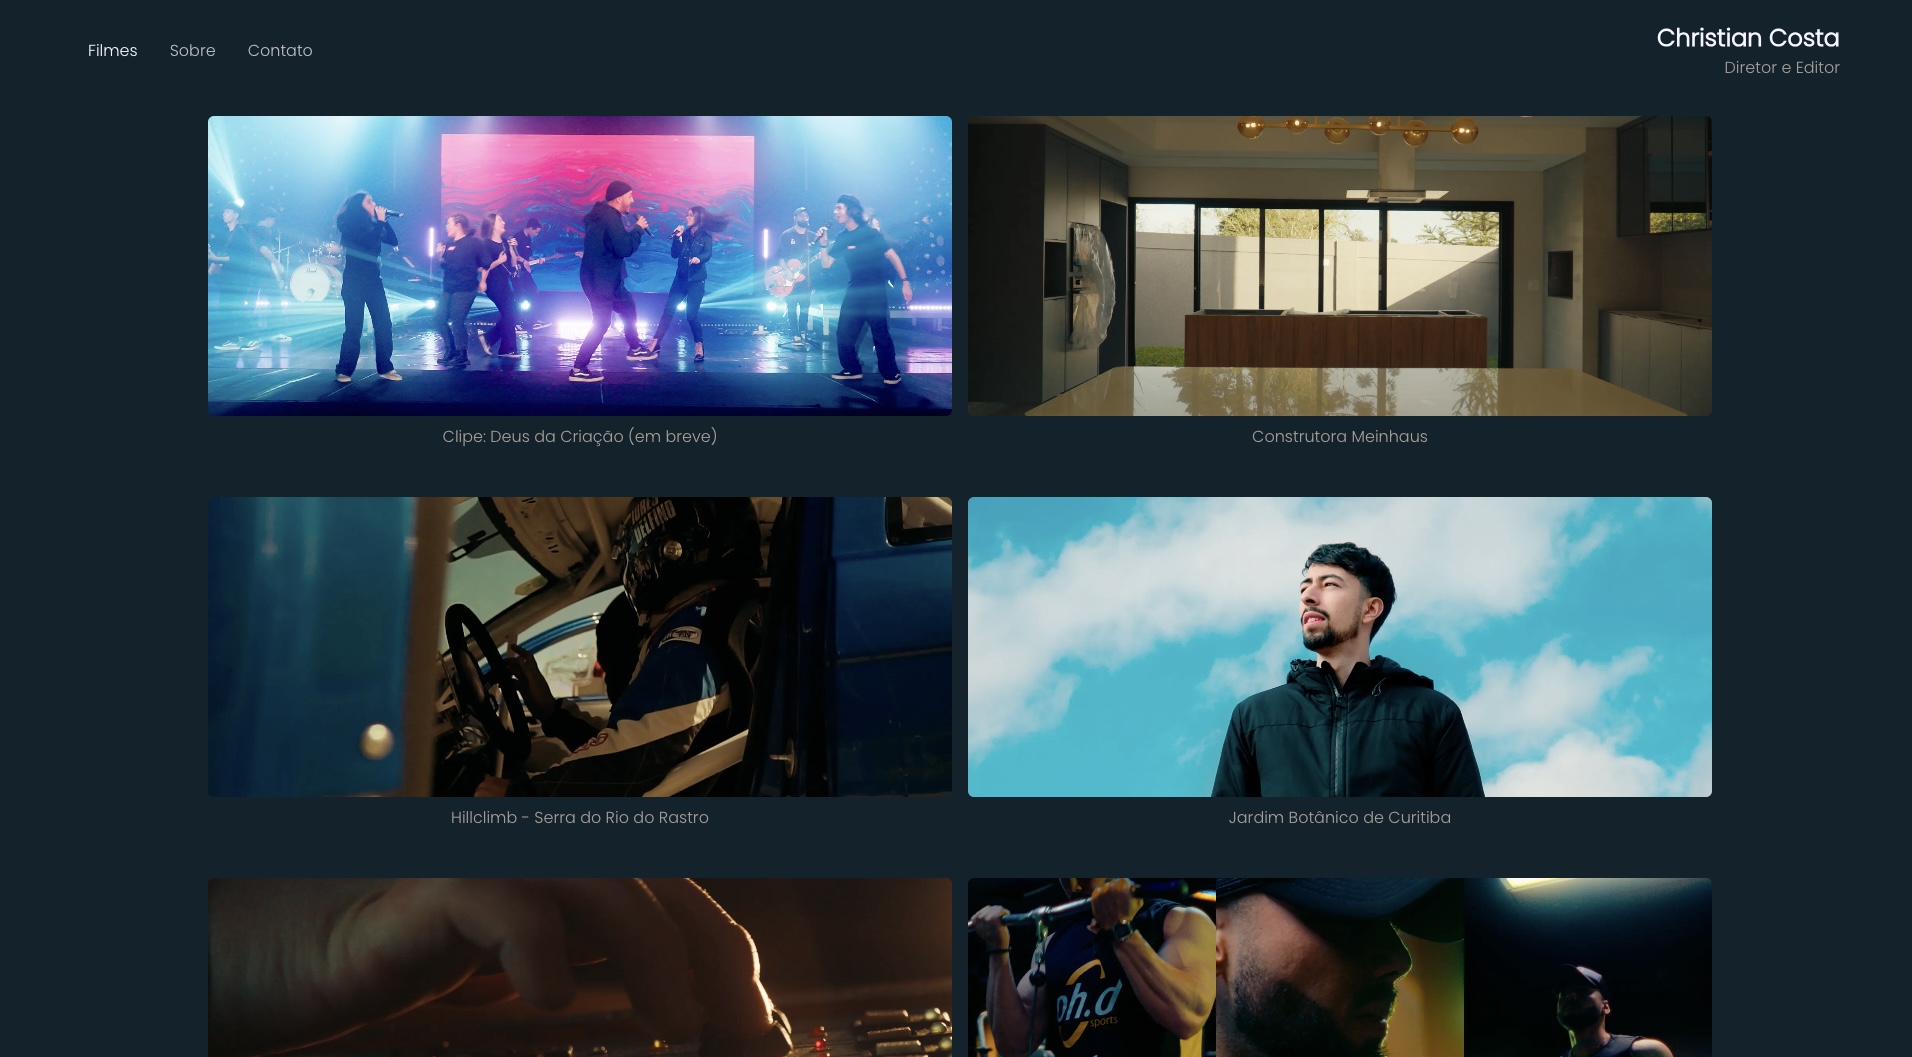 Filmes Sobre Contato
Christian Costa
Diretor e Editor
Clipe: Deus da Criação (em breve)
Construtora Meinhaus
DELFINO
Hillclimb - Serra do Rio do Rastro
Jardim Botânico de Curitiba
ph.d
sports